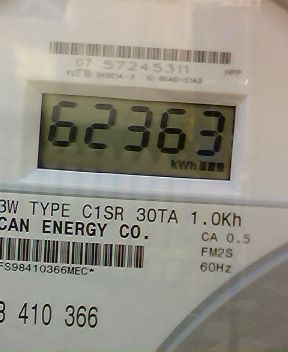 07 57245311 HPP
62363
kWh
3W TYPE C1SR 30TA 1.0Kh
CAN ENERGY CO. CA 0.5
FM2S
FS98410366MEC* 60Hz
410 366